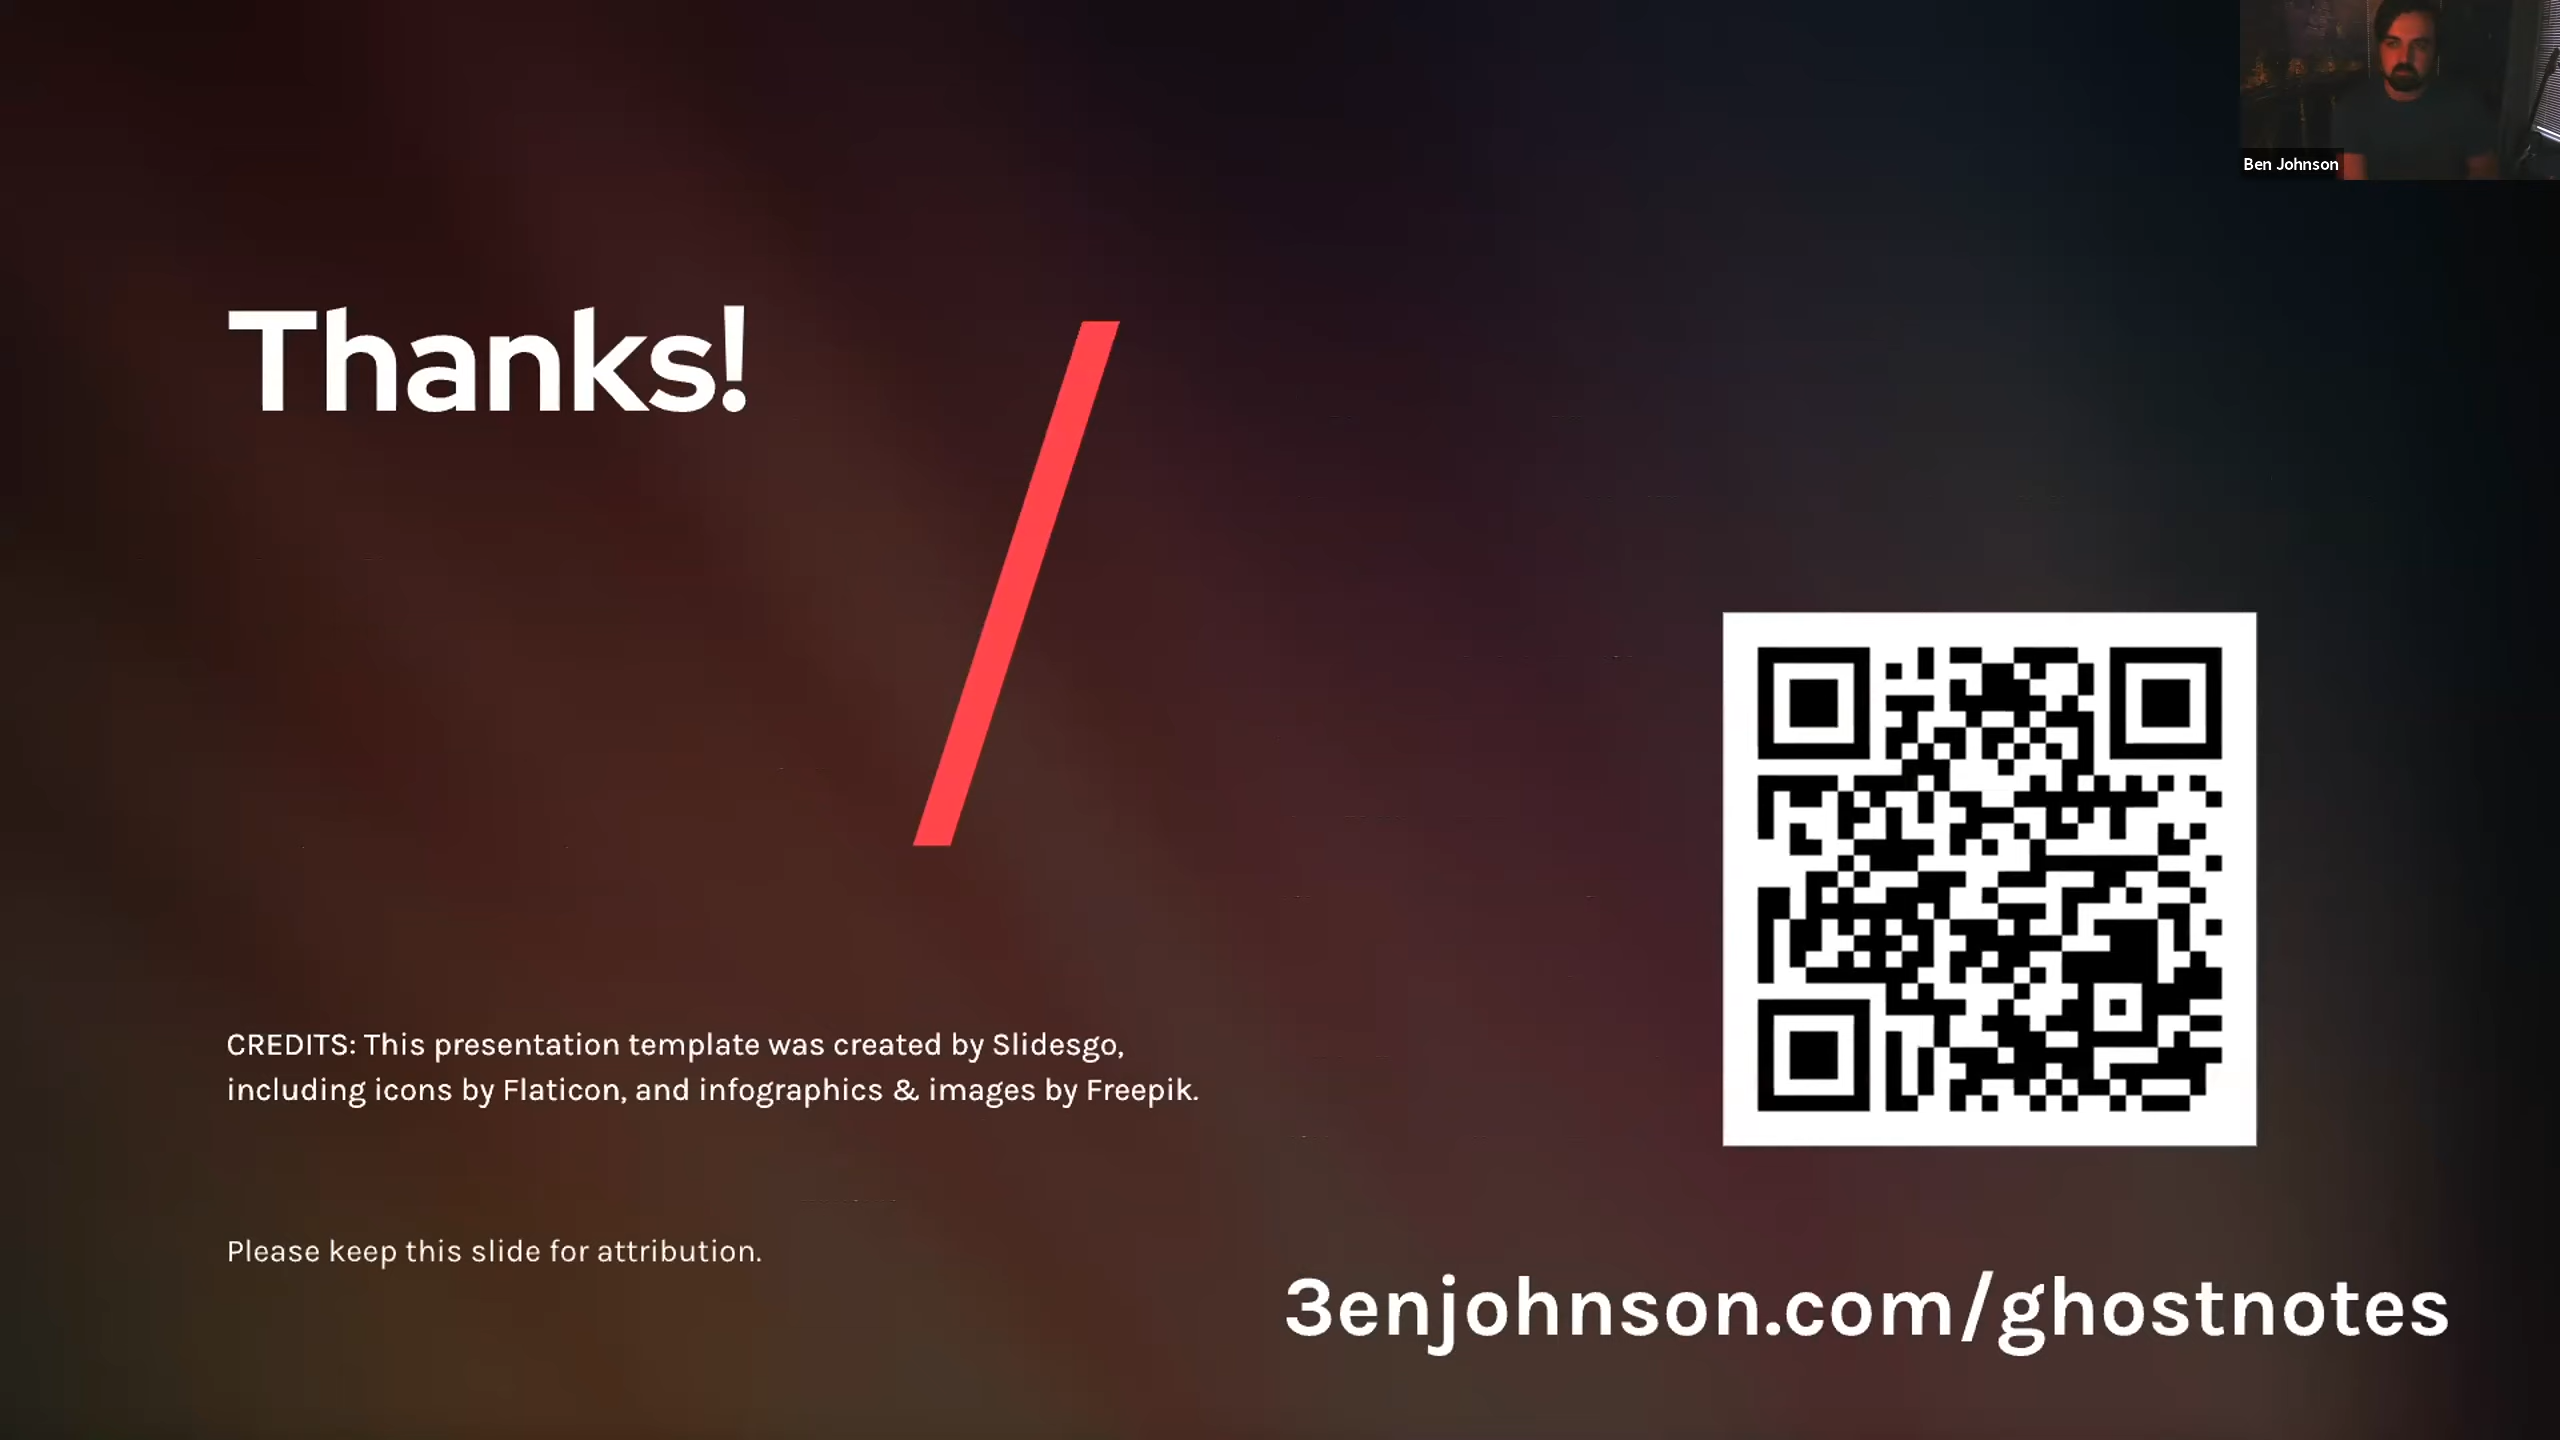 Ben Johnson
Thanks!
CREDITS: This presentation template was created by Slidesgo,
including icons by Flaticon, and infographics & images by Freepik.
Please keep this slide for attribution.
3enjohnson.com/ghostnotes